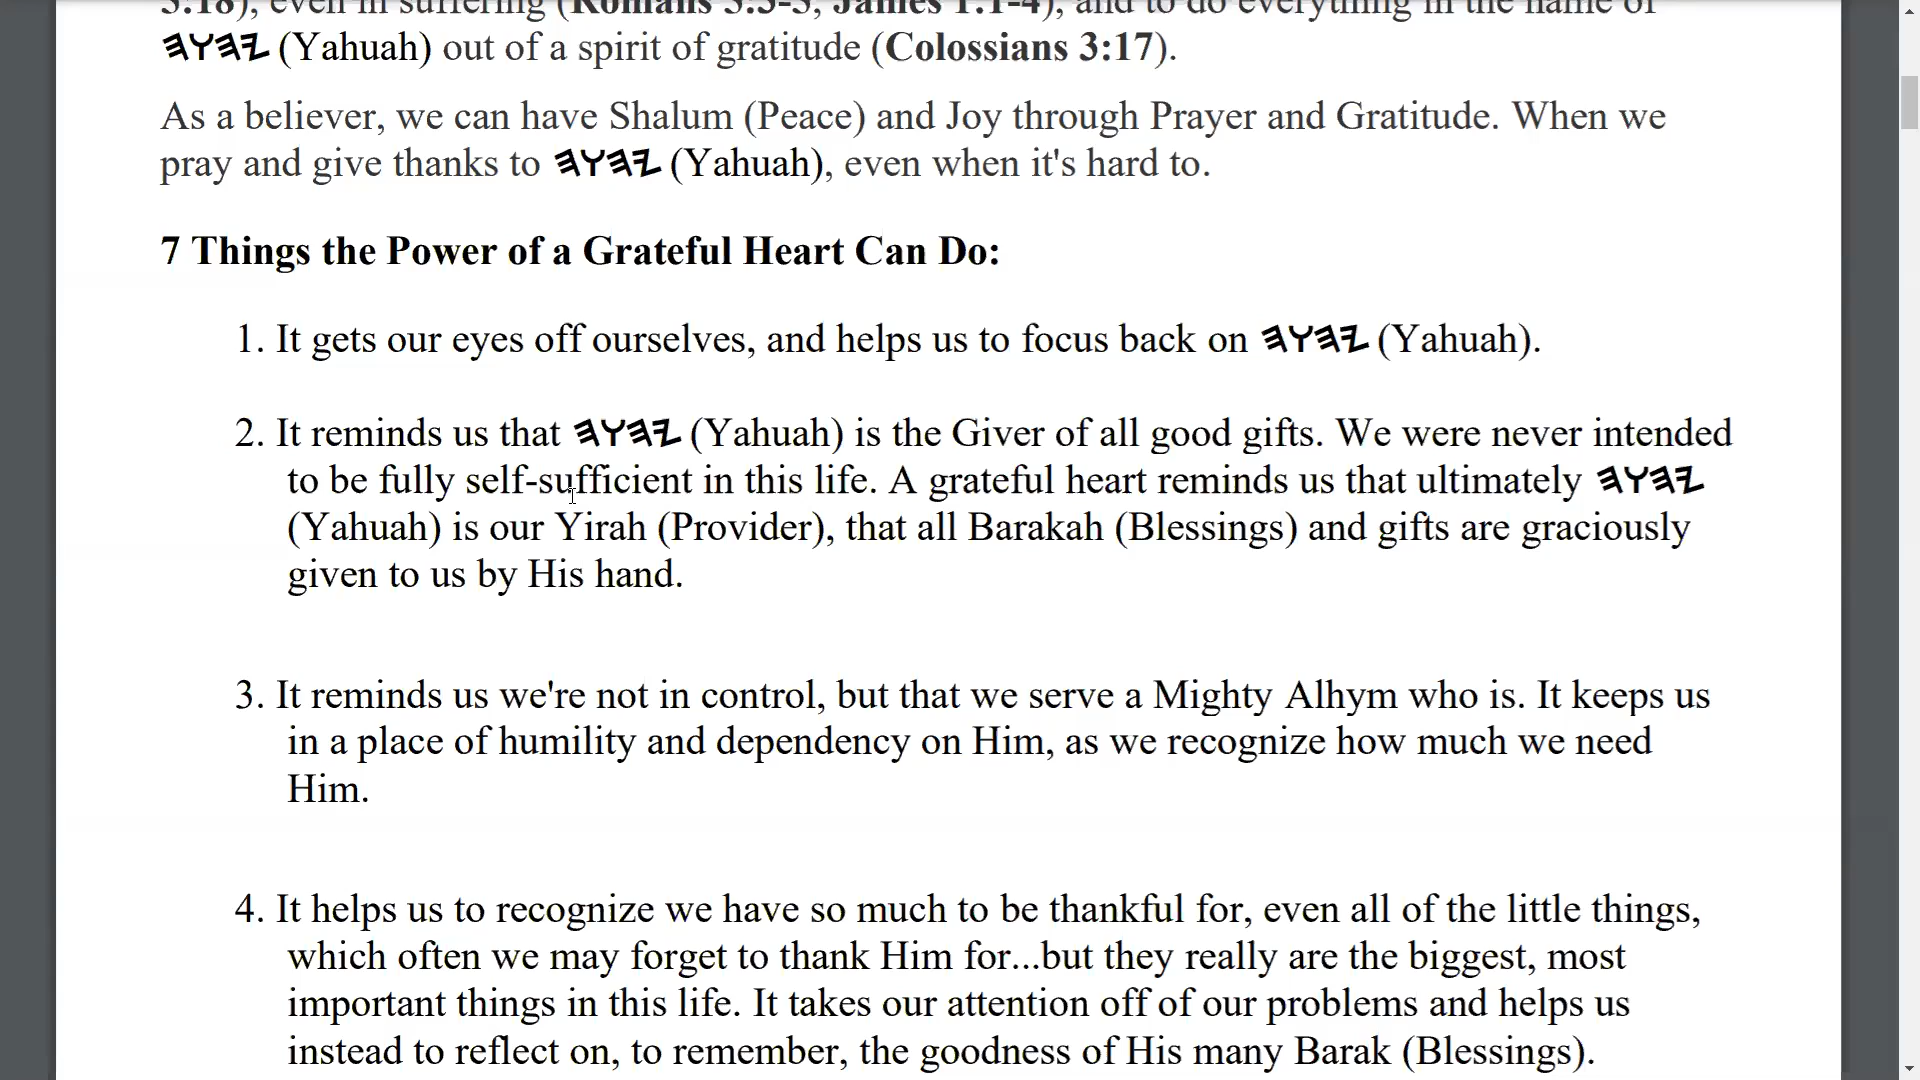 5:18), even in suffering (Romans 5:3-5, James 1:1-4), and to do everything in the name of
𐤉𐤄𐤅𐤄 (Yahuah) out of a spirit of gratitude (Colossians 3:17).
As a believer, we can have Shalum (Peace) and Joy through Prayer and Gratitude. When we
pray and give thanks to 𐤉𐤄𐤅𐤄 (Yahuah), even when it's hard to.
7 Things the Power of a Grateful Heart Can Do:
1. It gets our eyes off ourselves, and helps us to focus back on 𐤉𐤄𐤅𐤄 (Yahuah).
2. It reminds us that 𐤉𐤄𐤅𐤄 (Yahuah) is the Giver of all good gifts. We were never intended
to be fully self-sufficient in this life. A grateful heart reminds us that ultimately 𐤉𐤄𐤅𐤄
(Yahuah) is our Yirah (Provider), that all Barakah (Blessings) and gifts are graciously
given to us by His hand.
3. It reminds us we're not in control, but that we serve a Mighty Alhym who is. It keeps us
in a place of humility and dependency on Him, as we recognize how much we need
Him.
4. It helps us to recognize we have so much to be thankful for, even all of the little things,
which often we may forget to thank Him for...but they really are the biggest, most
important things in this life. It takes our attention off of our problems and helps us
instead to reflect on, to remember, the goodness of His many Barak (Blessings).